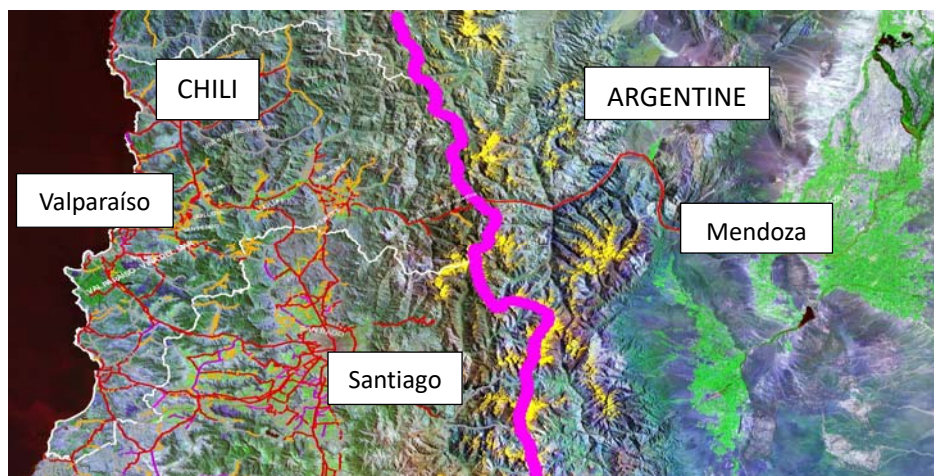 CHILI
ARGENTINE
Valparaíso
Mendoza
Santiago